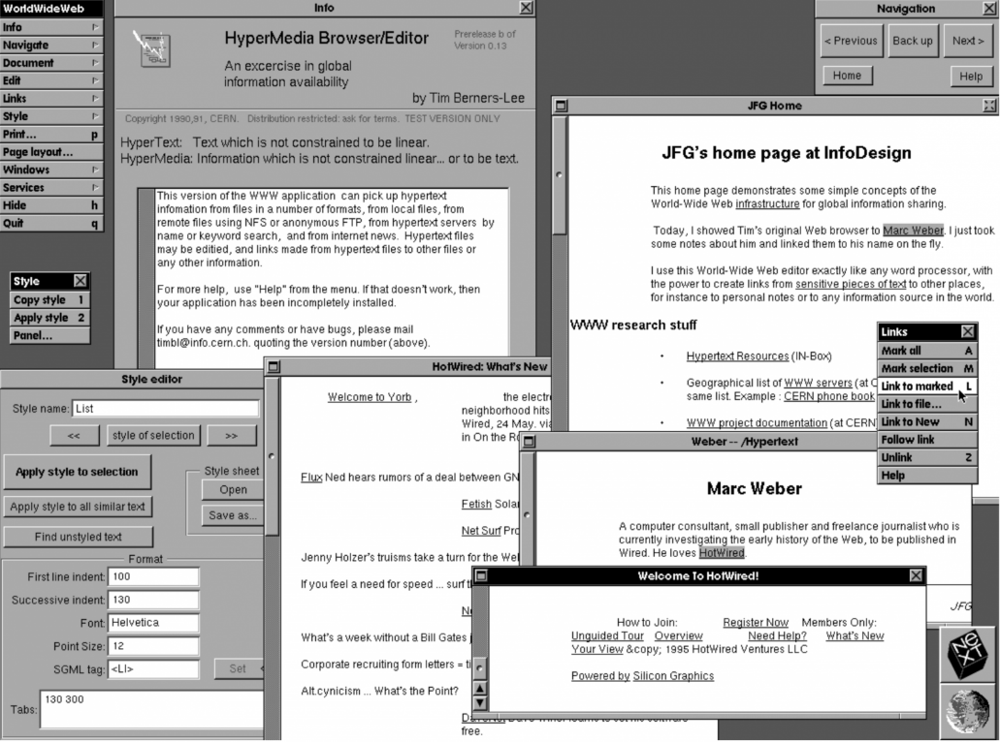 WorldWideWeb
Info
Navigate
Document
Edit
Links
Style
Print... p
Page layout...
Windows
Services
Hide h
Quit q
Style
Copy style 1
Apply style 2
Panel...
Info
HyperMedia Browser/Editor
An excercise in global
information availability
Prerelease b of
Version 0.13
by Tim Berners-Lee
Copyright 1990,91, CERN. Distribution restricted: ask for terms. TEST VERSION ONLY
HyperText: Text which is not constrained to be linear.
HyperMedia: Information which is not constrained linear... or to be text.
This version of the WWW application can pick up hypertext
infomation from files in a number of formats, from local files, from
remote files using NFS or anonymous FTP, from hypertext servers by
name or keyword search, and from internet news. Hypertext files
may be editied, and links made from hypertext files to other files or
any other information.
For more help, use "Help" from the menu. If that doesn't work, then
your application has been incompletely installed.
If you have any comments or have bugs, please mail
timbl@info.cern.ch. quoting the version number (above).
Navigation
< Previous Back up Next >
Home Help
JFG Home
JFG's home page at InfoDesign
This home page demonstrates some simple concepts of the
World-Wide Web infrastructure for global information sharing.
Today, I showed Tim's original Web browser to Marc Weber. I just took
some notes about him and linked them to his name on the fly.
I use this World-Wide Web editor exactly like any word processor, with
the power to create links from sensitive pieces of text to other places,
for instance to personal notes or to any information source in the world.
WWW research stuff
• Hypertext Resources (IN-Box)
• Geographical list of WWW servers (at C
same list. Example : CERN phone book
• WWW project documentation (at CERN
Links
Mark all A
Mark selection M
Link to marked L
Link to file...
Link to New N
Follow link
Unlink Z
Help
Style editor
Style name: List
<< style of selection >>
Apply style to selection
Apply style to all similar text
Find unstyled text
Style sheet
Open
Save as...
Format
First line indent: 100
Successive indent: 130
Font: Helvetica
Point Size: 12
SGML tag: <LI>
Set <
Tabs: 130 300
HotWired: What's New
Welcome to Yorb , the electro
neighborhood hits
Wired, 24 May. via
in On the Ro
Flux Ned hears rumors of a deal between GN
Fetish Solar
Net Surf Pro
Jenny Holzer's truisms take a turn for the Wel
If you feel a need for speed ... surf th
What's a week without a Bill Gates j
Corporate recruiting form letters = ti
Alt.cynicism ... What's the Point?
free.
Weber -- /Hypertext
Marc Weber
A computer consultant, small publisher and freelance journalist who is
currently investigating the early history of the Web, to be published in
Wired. He loves HotWired.
JFG
Welcome To HotWired!
How to Join: Register Now Members Only:
Unguided Tour Overview Need Help? What's New
Your View &copy; 1995 HotWired Ventures LLC
Powered by Silicon Graphics
NeXT